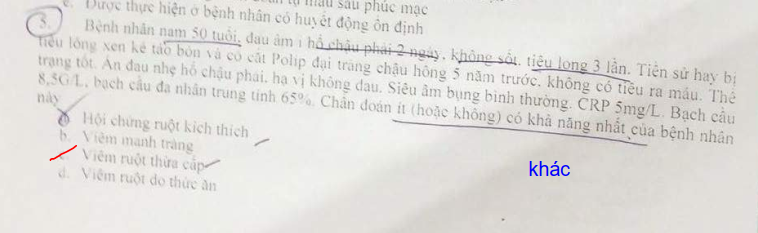 c. Được thực hiện ở bệnh nhân có huyết động ổn định
3. Bệnh nhân nam 50 tuổi, đau âm ỉ hố chậu phải 2 ngày, không sốt, tiêu lỏng 3 lần. Tiền sử hay bị
tiêu lỏng xen kẽ táo bón và có cắt Polip đại tràng chậu hông 5 năm trước, không có tiêu ra máu. Thể
trạng tốt. Ấn đau nhẹ hố chậu phải, hạ vị không đau. Siêu âm bụng bình thường. CRP 5mg/L. Bạch cầu
8,5G/L, bạch cầu đa nhân trung tính 65%. Chẩn đoán ít (hoặc không) có khả năng nhất của bệnh nhân
này
Hội chứng ruột kích thích
b. Viêm manh tràng
c. Viêm ruột thừa cấp
d. Viêm ruột do thức ăn
khác